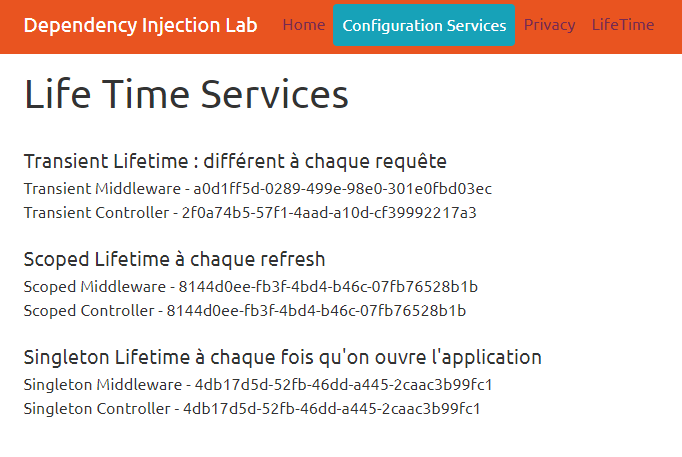 Dependency Injection Lab Home Configuration Services Privacy LifeTime
Life Time Services
Transient Lifetime : différent à chaque requête
Transient Middleware - a0d1ff5d-0289-499e-98e0-301e0fbd03ec
Transient Controller - 2f0a74b5-57f1-4aad-a10d-cf39992217a3
Scoped Lifetime à chaque refresh
Scoped Middleware - 8144d0ee-fb3f-4bd4-b46c-07fb76528b1b
Scoped Controller - 8144d0ee-fb3f-4bd4-b46c-07fb76528b1b
Singleton Lifetime à chaque fois qu'on ouvre l'application
Singleton Middleware - 4db17d5d-52fb-46dd-a445-2caac3b99fc1
Singleton Controller - 4db17d5d-52fb-46dd-a445-2caac3b99fc1